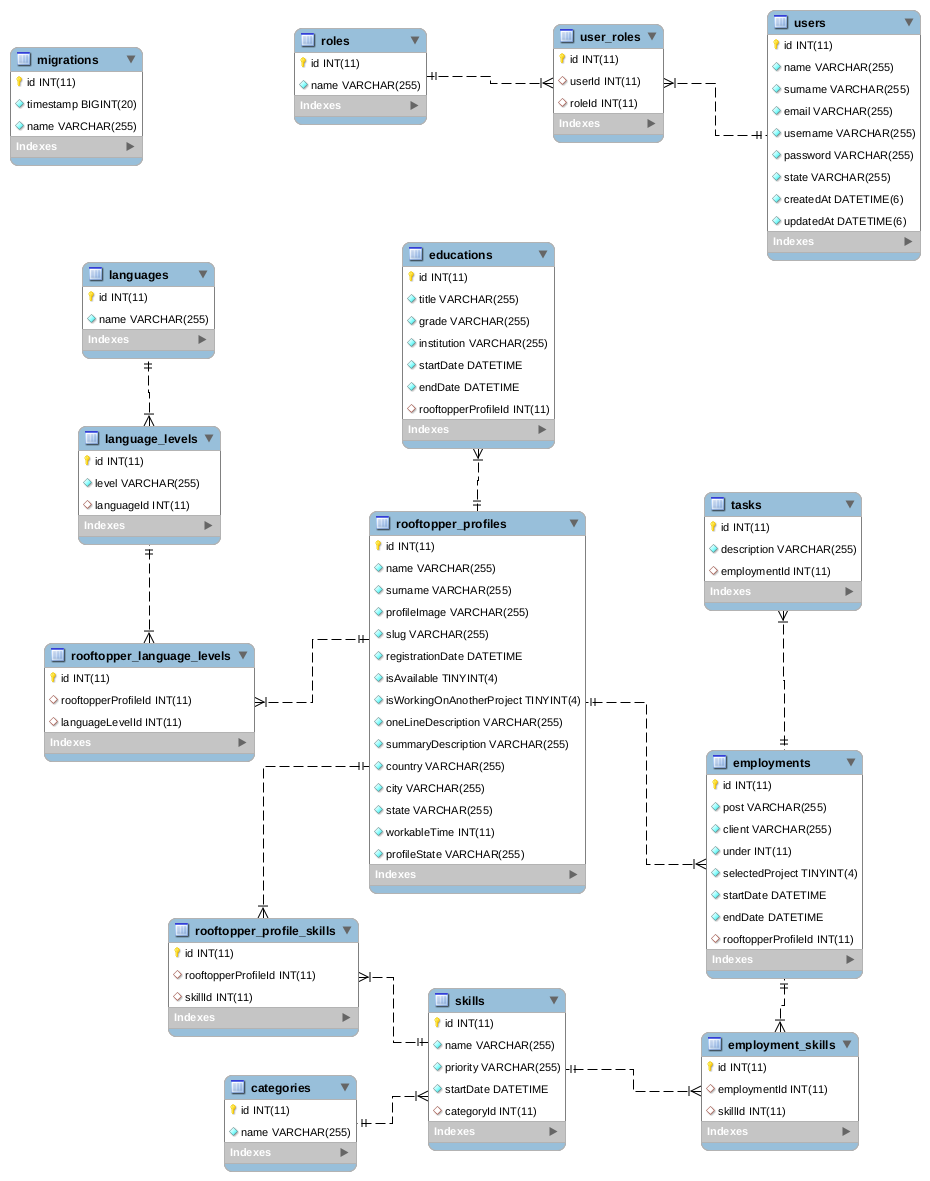 migrations
id INT(11)
timestamp BIGINT(20)
name VARCHAR(255)
Indexes
roles
id INT(11)
name VARCHAR(255)
Indexes
user_roles
id INT(11)
userId INT(11)
roleId INT(11)
Indexes
users
id INT(11)
name VARCHAR(255)
surname VARCHAR(255)
email VARCHAR(255)
username VARCHAR(255)
password VARCHAR(255)
state VARCHAR(255)
createdAt DATETIME(6)
updatedAt DATETIME(6)
Indexes
languages
id INT(11)
name VARCHAR(255)
Indexes
educations
id INT(11)
title VARCHAR(255)
grade VARCHAR(255)
institution VARCHAR(255)
startDate DATETIME
endDate DATETIME
rooftopperProfileId INT(11)
Indexes
language_levels
id INT(11)
level VARCHAR(255)
languageId INT(11)
Indexes
rooftopper_profiles
id INT(11)
name VARCHAR(255)
surname VARCHAR(255)
profileImage VARCHAR(255)
slug VARCHAR(255)
registrationDate DATETIME
isAvailable TINYINT(4)
isWorkingOnAnotherProject TINYINT(4)
oneLineDescription VARCHAR(255)
summaryDescription VARCHAR(255)
country VARCHAR(255)
city VARCHAR(255)
state VARCHAR(255)
workableTime INT(11)
profileState VARCHAR(255)
Indexes
tasks
id INT(11)
description VARCHAR(255)
employmentId INT(11)
Indexes
rooftopper_language_levels
id INT(11)
rooftopperProfileId INT(11)
languageLevelId INT(11)
Indexes
employments
id INT(11)
post VARCHAR(255)
client VARCHAR(255)
under INT(11)
selectedProject TINYINT(4)
startDate DATETIME
endDate DATETIME
rooftopperProfileId INT(11)
Indexes
rooftopper_profile_skills
id INT(11)
rooftopperProfileId INT(11)
skillId INT(11)
Indexes
skills
id INT(11)
name VARCHAR(255)
priority VARCHAR(255)
startDate DATETIME
categoryId INT(11)
Indexes
employment_skills
id INT(11)
employmentId INT(11)
skillId INT(11)
Indexes
categories
id INT(11)
name VARCHAR(255)
Indexes